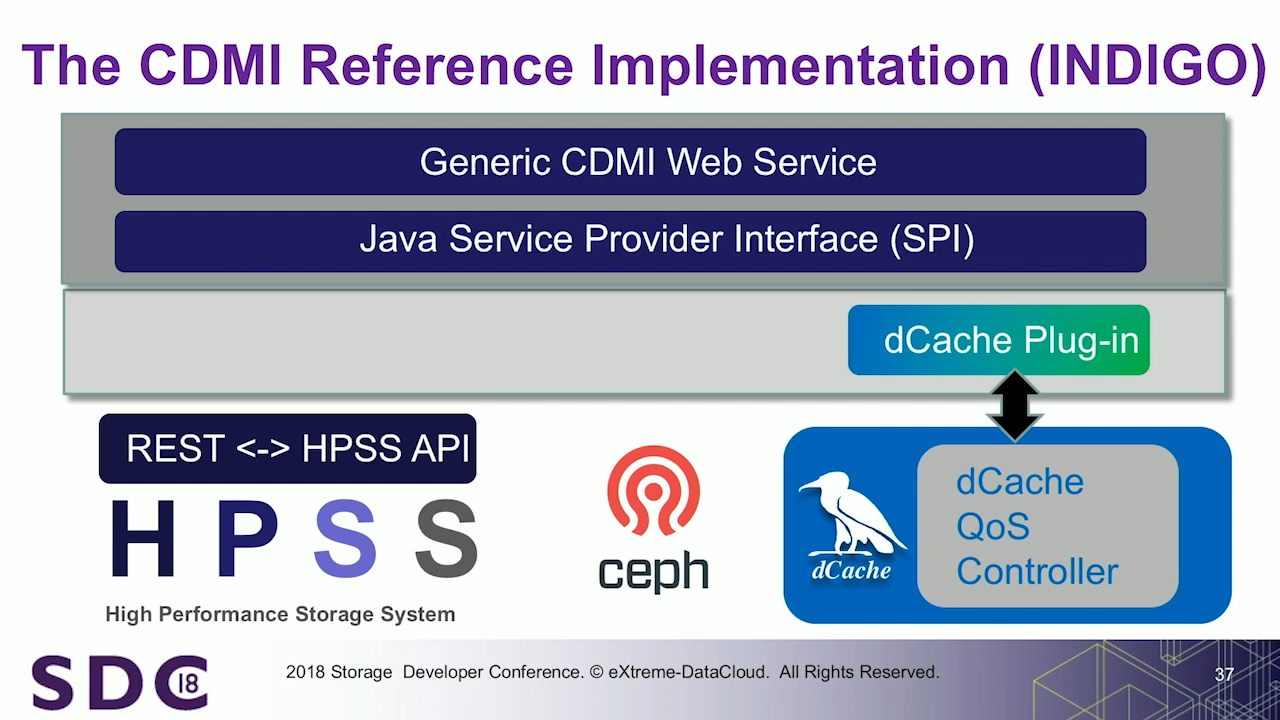 The CDMI Reference Implementation (INDIGO)
Generic CDMI Web Service
Java Service Provider Interface (SPI)
dCache Plug-in
REST <-> HPSS API
H P S S
High Performance Storage System
ceph
dCache
dCache
QoS
Controller
SDC 18
2018 Storage  Developer Conference. © eXtreme-DataCloud.  All Rights Reserved.
37